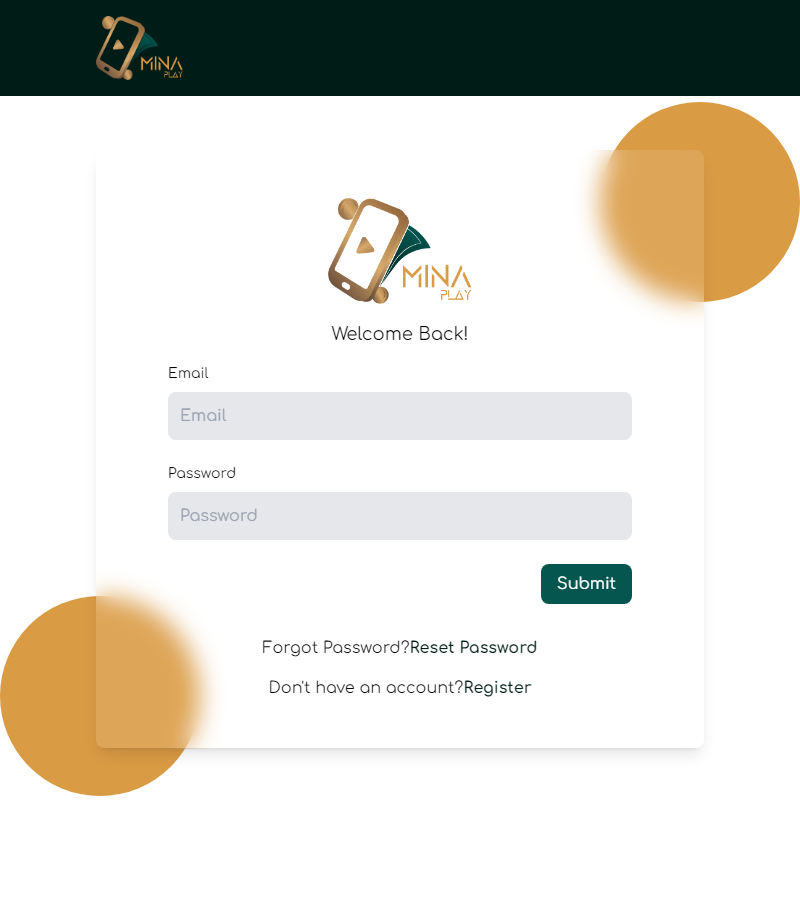 MINA
PLAY
MINA
PLAY
Welcome Back!
Email
Email
Password
Password
Submit
Forgot Password?Reset Password
Don't have an account?Register